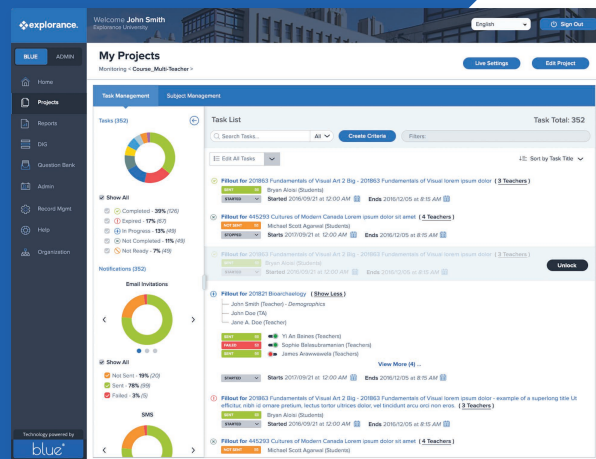 explorance.
Welcome John Smith
Explorance University
English
Sign Out
BLUE
ADMIN
Home
Projects
Reports
DIG
Question Bank
Admin
Record Mgmt
Help
Organization
Technology powered by
blue
My Projects
Monitoring < Course_Multi-Teacher >
Live Settings
Edit Project
Task Management
Subject Management
Tasks (352)
Show All
Completed - 39% (126)
Expired - 17% (67)
In Progress - 13% (49)
Not Completed - 11% (49)
Not Ready - 7% (49)
Notifications (352)
Email Invitations
Show All
Not Sent - 19% (20)
Sent - 78% (99)
Failed - 3% (5)
SMS
Task List
Task Total: 352
Search Tasks...
All
Create Criteria
Filters:
Edit All Tasks
Sort by Task Title
Fillout for 201863 Fundamentals of Visual Art 2 Big - 201863 Fundamentals of Visual lorem ipsum dolor ( 3 Teachers )
SENT
Bryan Aloisi (Students)
STARTED
Started 2016/09/21 at 12:00 AM
Ends 2016/12/05 at 8:15 AM
Fillout for 445293 Cultures of Modern Canada Lorem ipsum dolor sit amet ( 4 Teachers )
NOT SENT
Michael Scot Agarwal (Students)
STOPPED
Starts 2017/09/21 at 12:00 AM
Ends 2016/12/05 at 8:15 AM
Fillout for 201863 Fundamentals of Visual Art 2 Big - 201863 Fundamentals of Visual lorem ipsum dolor ( 3 Teachers )
SENT
Bryan Aloisi (Students)
STARTED
Started 2016/09/21 at 12:00 AM
Ends 2016/12/05 at 8:15 AM
Unlock
Fillout for 201821 Bioarchaelogy ( Show Less )
John Smith (Teacher) - Demographics
John Doe (TA)
Jane A. Doe (Teacher)
SENT
Yi An Baines (Teachers)
FAILED
Sophie Balasubramanian (Teachers)
SENT
James Arawwawela (Teachers)
View More (4) ...
STARTED
Starts 2017/09/21 at 12:00 AM
Ends 2016/12/05 at 8:15 AM
Fillout for 201863 Fundamentals of Visual Art 2 Big - 201863 Fundamentals of Visual lorem ipsum dolor - example of a superlong title Ut
efficitur, nibh id ornare pretium, lectus tortor ultrices dolor, vel tincidunt arcu orci non eros. ( 3 Teachers )
SENT
Bryan Aloisi (Students)
STARTED
Started 2016/09/21 at 12:00 AM
Ends 2016/12/05 at 8:15 AM
Fillout for 445293 Cultures of Modern Canada Lorem ipsum dolor sit amet ( 4 Teachers )
NOT SENT
Michael Scot Agarwal (Students)